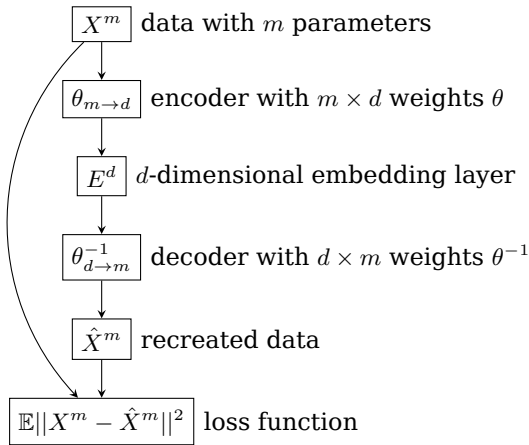 X^m data with m parameters
θ_{m→d} encoder with m × d weights θ
E^d d-dimensional embedding layer
θ^{-1}_{d→m} decoder with d × m weights θ^{-1}
X̂^m recreated data
𝔼||X^m − X̂^m||^2 loss function